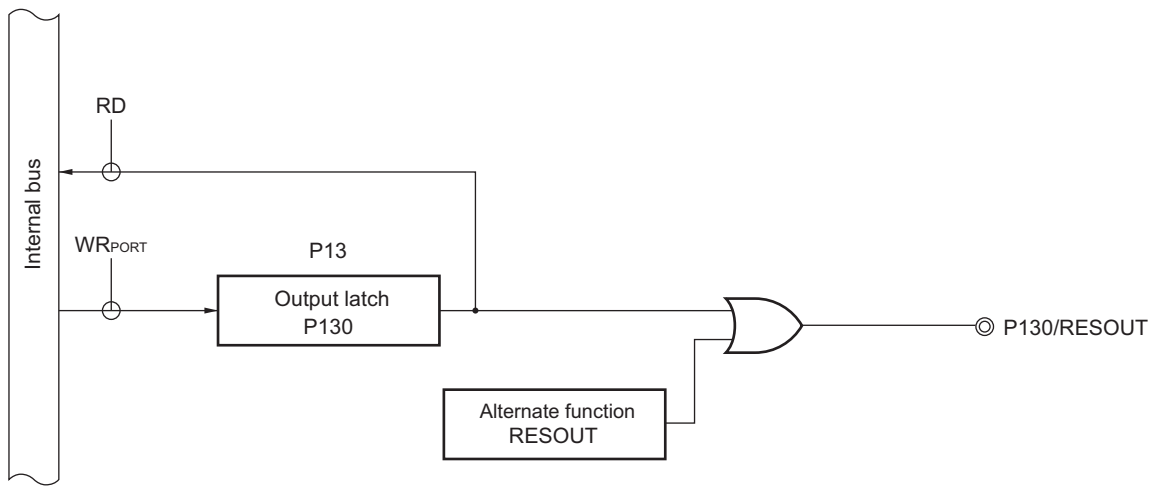 Internal bus
RD
WRPORT
P13
Output latch
P130
P130/RESOUT
Alternate function
RESOUT